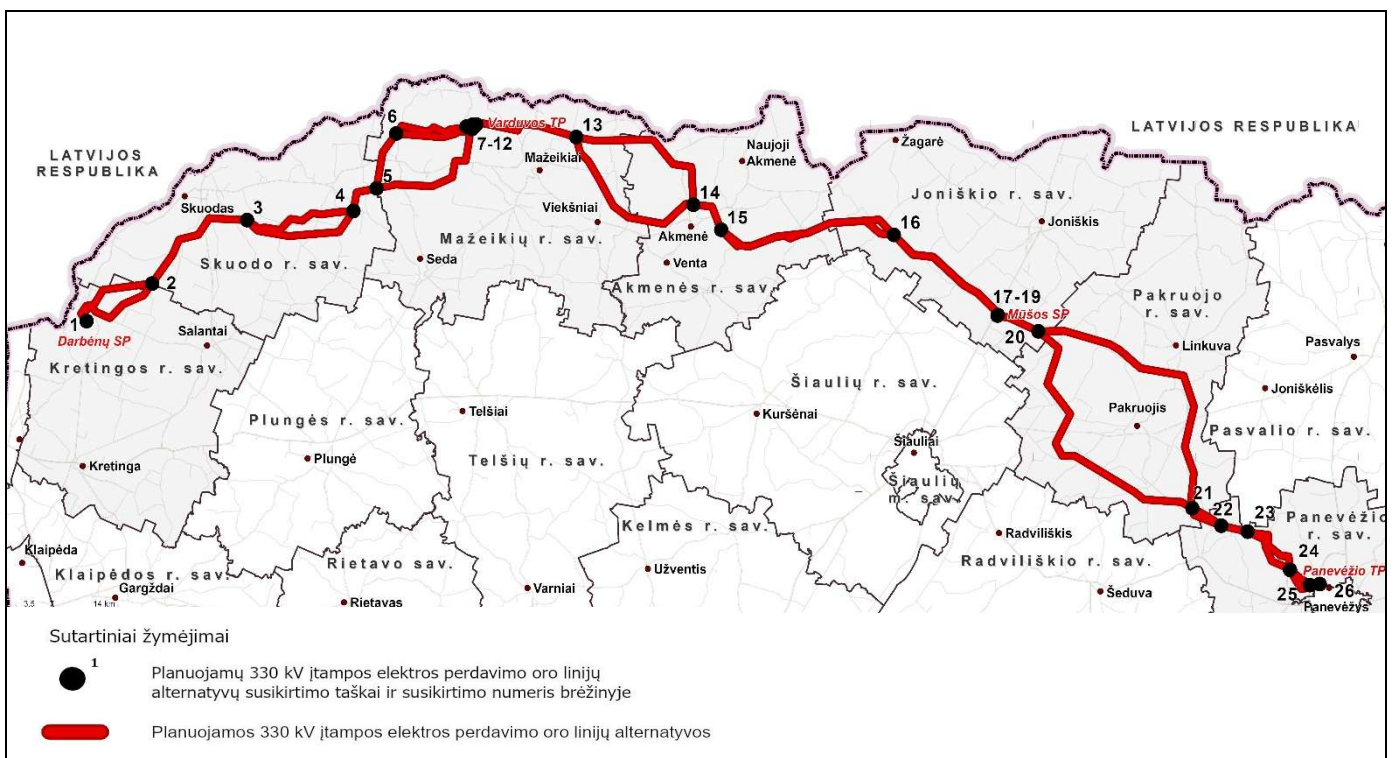 LATVIJOS
RESPUBLIKA
LATVIJOS RESPUBLIKA
6
Varduvos TP
7-12
13
Mažeikiai
Naujoji
Akmenė
Žagarė
Joniškio r. sav.
Joniškis
Skuodas
3
4
5
Viekšniai
14
15
Akmenė
16
Mažeikių r. sav.
Seda
Skuodo r. sav.
Venta
Akmenės r. sav.
2
1
Darbėnų SP
Salantai
Kretingos r. sav.
17-19
Mūšos SP
20
Pakruojo
r. sav.
Linkuva
Pasvalys
Joniškėlis
Pasvalio r. sav.
Pakruojis
Šiaulių r. sav.
Kuršėnai
Telšiai
Plungės r. sav.
Plungė
Telšių r. sav.
Šiauliai
Šiaulių
m. sav.
Kretinga
21
22
23
Panevėžio
r. sav.
24
Panevėžio TP
25
26
Panevėžys
Kelmės r. sav.
Radviliškis
Radviliškio r. sav.
Klaipėda
Klaipėdos r. sav.
Gargždai
Rietavo sav.
Rietavas
Varniai
Užventis
Šeduva
3,5
14 km
Sutartiniai žymėjimai
1
Planuojamų 330 kV įtampos elektros perdavimo oro linijų
alternatyvų susikirtimo taškai ir susikirtimo numeris brėžinyje
Planuojamos 330 kV įtampos elektros perdavimo oro linijų alternatyvos